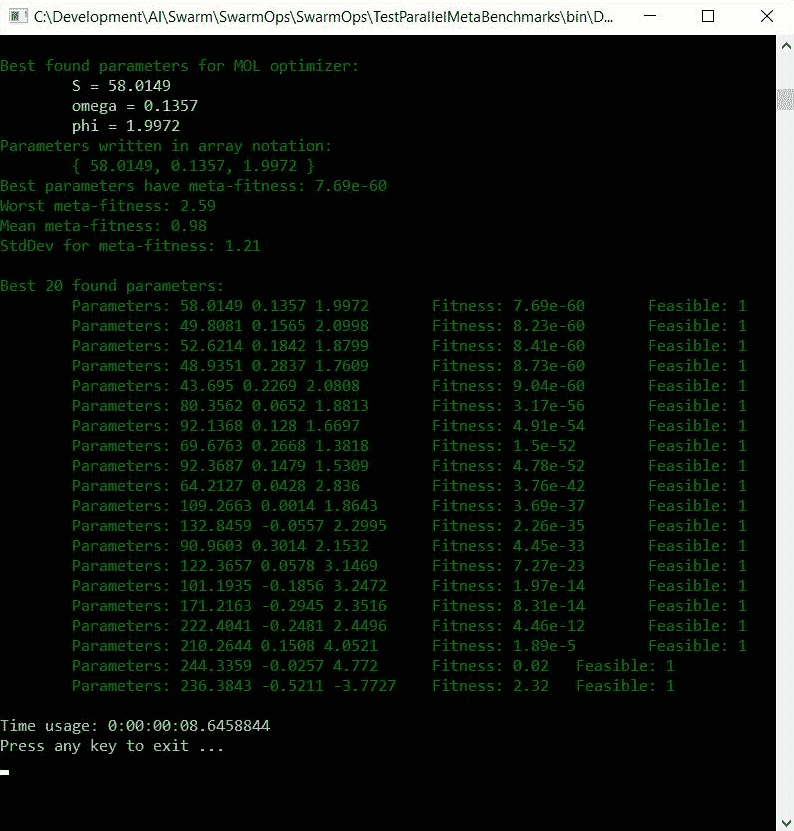 C:\Development\AI\Swarm\SwarmOps\SwarmOps\TestParallelMetaBenchmarks\bin\D...
Best found parameters for MOL optimizer:
S = 58.0149
omega = 0.1357
phi = 1.9972
Parameters written in array notation:
{ 58.0149, 0.1357, 1.9972 }
Best parameters have meta-fitness: 7.69e-60
Worst meta-fitness: 2.59
Mean meta-fitness: 0.98
StdDev for meta-fitness: 1.21
Best 20 found parameters:
Parameters: 58.0149 0.1357 1.9972 Fitness: 7.69e-60 Feasible: 1
Parameters: 49.8081 0.1565 2.0998 Fitness: 8.23e-60 Feasible: 1
Parameters: 52.6214 0.1842 1.8799 Fitness: 8.41e-60 Feasible: 1
Parameters: 48.9351 0.2837 1.7609 Fitness: 8.73e-60 Feasible: 1
Parameters: 43.695 0.2269 2.0808 Fitness: 9.04e-60 Feasible: 1
Parameters: 80.3562 0.0652 1.8813 Fitness: 3.17e-56 Feasible: 1
Parameters: 92.1368 0.128 1.6697 Fitness: 4.91e-54 Feasible: 1
Parameters: 69.6763 0.2668 1.3818 Fitness: 1.5e-52 Feasible: 1
Parameters: 92.3687 0.1479 1.5309 Fitness: 4.78e-52 Feasible: 1
Parameters: 64.2127 0.0428 2.836 Fitness: 3.76e-42 Feasible: 1
Parameters: 109.2663 0.0014 1.8643 Fitness: 3.69e-37 Feasible: 1
Parameters: 132.8459 -0.0557 2.2995 Fitness: 2.26e-35 Feasible: 1
Parameters: 90.9603 0.3014 2.1532 Fitness: 4.45e-33 Feasible: 1
Parameters: 122.3657 0.0578 3.1469 Fitness: 7.27e-23 Feasible: 1
Parameters: 101.1935 -0.1856 3.2472 Fitness: 1.97e-14 Feasible: 1
Parameters: 171.2163 -0.2945 2.3516 Fitness: 8.31e-14 Feasible: 1
Parameters: 222.4041 -0.2481 2.4496 Fitness: 4.46e-12 Feasible: 1
Parameters: 210.2644 0.1508 4.0521 Fitness: 1.89e-5 Feasible: 1
Parameters: 244.3359 -0.0257 4.772 Fitness: 0.02 Feasible: 1
Parameters: 236.3843 -0.5211 -3.7727 Fitness: 2.32 Feasible: 1
Time usage: 0:00:00:08.6458844
Press any key to exit ...